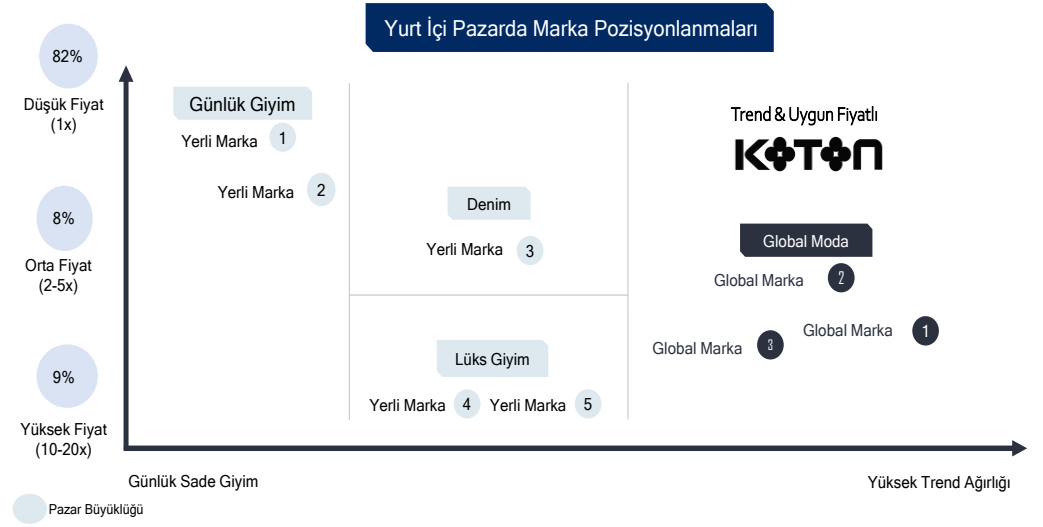 Yurt İçi Pazarda Marka Pozisyonlanmaları
82%
Düşük Fiyat
(1x)
Günlük Giyim
Yerli Marka 1
Yerli Marka 2
Trend & Uygun Fiyatlı
KOTON
8%
Orta Fiyat
(2-5x)
Denim
Yerli Marka 3
Global Moda
Global Marka 2
Global Marka 1
Global Marka 3
9%
Yüksek Fiyat
(10-20x)
Lüks Giyim
Yerli Marka 4 Yerli Marka 5
Günlük Sade Giyim
Yüksek Trend Ağırlığı
Pazar Büyüklüğü